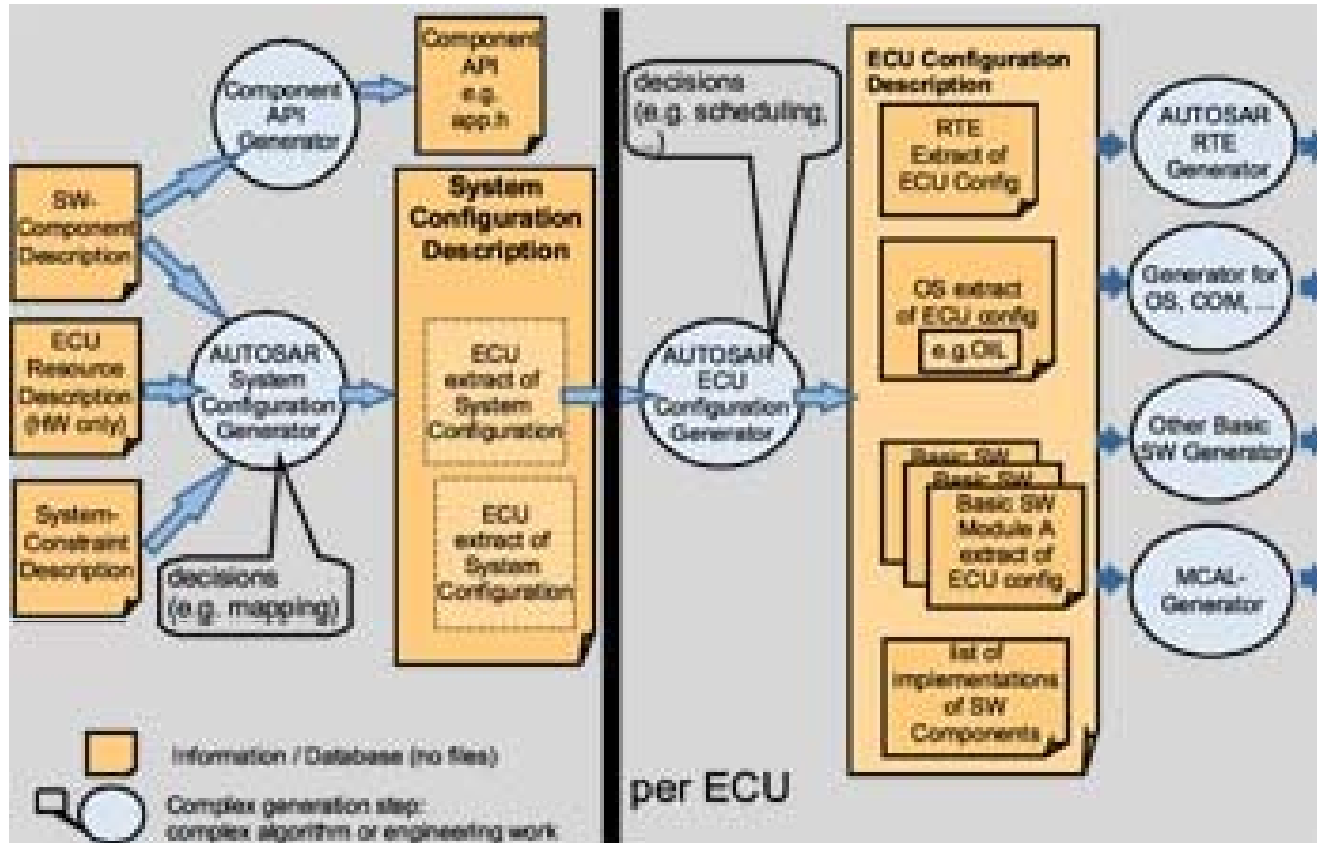 Component
API
Generator
Component
API
e.g.
app.h
SW-
Component
Description
ECU
Resource
Description
(HW only)
System-
Constraint
Description
AUTOSAR
System
Configuration
Generator
decisions
(e.g. mapping)
System
Configuration
Description
ECU
extract of
System
Configuration
ECU
extract of
System
Configuration
Information / Database (no files)
Complex generation step:
complex algorithm or engineering work
decisions
(e.g. scheduling,
...)
AUTOSAR
ECU
Configuration
Generator
per ECU
ECU Configuration
Description
RTE
Extract of
ECU Config
OS extract
of ECU config
e.g.OIL
Basic SW
Basic SW
Basic SW
Module A
extract of
ECU config
list of
implementations
of SW
Components
AUTOSAR
RTE
Generator
Generator for
OS, COM, ...
Other Basic
SW Generator
MCAL-
Generator